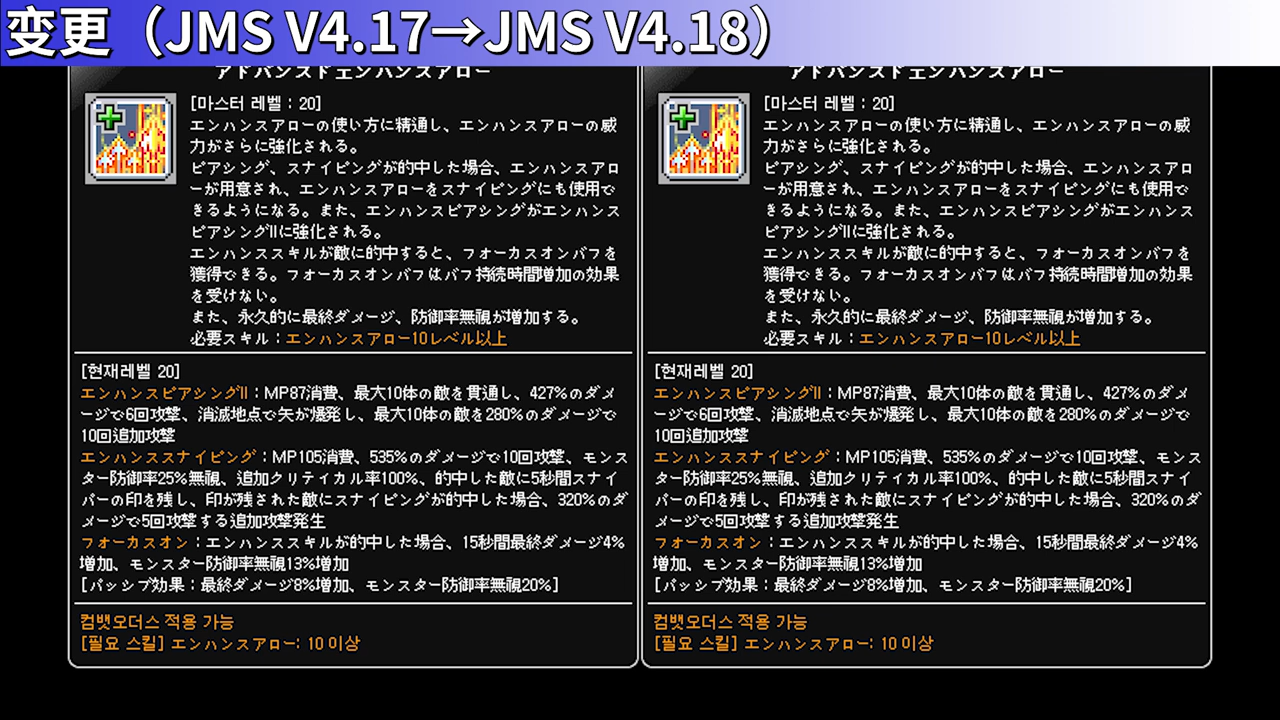 変更（JMS V4.17→JMS V4.18）
アドバンスドエンハンスアロー
[마스터 레벨 : 20]
エンハンスアローの使い方に精通し、エンハンスアローの威
力がさらに強化される。
ピアシング、スナイピングが的中した場合、エンハンスアロ
ーが用意され、エンハンスアローをスナイピングにも使用で
きるようになる。また、エンハンスピアシングがエンハンス
ピアシングIIに強化される。
エンハンススキルが敵に的中すると、フォーカスオンバフを
獲得できる。フォーカスオンバフはバフ持続時間増加の効果
を受けない。
また、永久的に最終ダメージ、防御率無視が増加する。
必要スキル：エンハンスアロー10レベル以上
[현재레벨 20]
エンハンスピアシングII：MP87消費、最大10体の敵を貫通し、427%のダメ
ージで6回攻撃、消滅地点で矢が爆発し、最大10体の敵を280%のダメージで
10回追加攻撃
エンハンススナイピング：MP105消費、535%のダメージで10回攻撃、モンス
ター防御率25%無視、追加クリティカル率100%、的中した敵に5秒間スナイ
パーの印を残し、印が残された敵にスナイピングが的中した場合、320%のダ
メージで5回攻撃する追加攻撃発生
フォーカスオン：エンハンススキルが的中した場合、15秒間最終ダメージ4%
増加、モンスター防御率無視13%増加
[パッシブ効果：最終ダメージ8%増加、モンスター防御率無視20%]
컴뱃오더스 적용 가능
[필요 스킬] エンハンスアロー: 10 이상
アドバンスドエンハンスアロー
[마스터 레벨 : 20]
エンハンスアローの使い方に精通し、エンハンスアローの威
力がさらに強化される。
ピアシング、スナイピングが的中した場合、エンハンスアロ
ーが用意され、エンハンスアローをスナイピングにも使用で
きるようになる。また、エンハンスピアシングがエンハンス
ピアシングIIに強化される。
エンハンススキルが敵に的中すると、フォーカスオンバフを
獲得できる。フォーカスオンバフはバフ持続時間増加の効果
を受けない。
また、永久的に最終ダメージ、防御率無視が増加する。
必要スキル：エンハンスアロー10レベル以上
[현재레벨 20]
エンハンスピアシングII：MP87消費、最大10体の敵を貫通し、427%のダメ
ージで6回攻撃、消滅地点で矢が爆発し、最大10体の敵を280%のダメージで
10回追加攻撃
エンハンススナイピング：MP105消費、535%のダメージで10回攻撃、モンス
ター防御率25%無視、追加クリティカル率100%、的中した敵に5秒間スナイ
パーの印を残し、印が残された敵にスナイピングが的中した場合、320%のダ
メージで5回攻撃する追加攻撃発生
フォーカスオン：エンハンススキルが的中した場合、15秒間最終ダメージ4%
増加、モンスター防御率無視13%増加
[パッシブ効果：最終ダメージ8%増加、モンスター防御率無視20%]
컴뱃오더스 적용 가능
[필요 스킬] エンハンスアロー: 10 이상